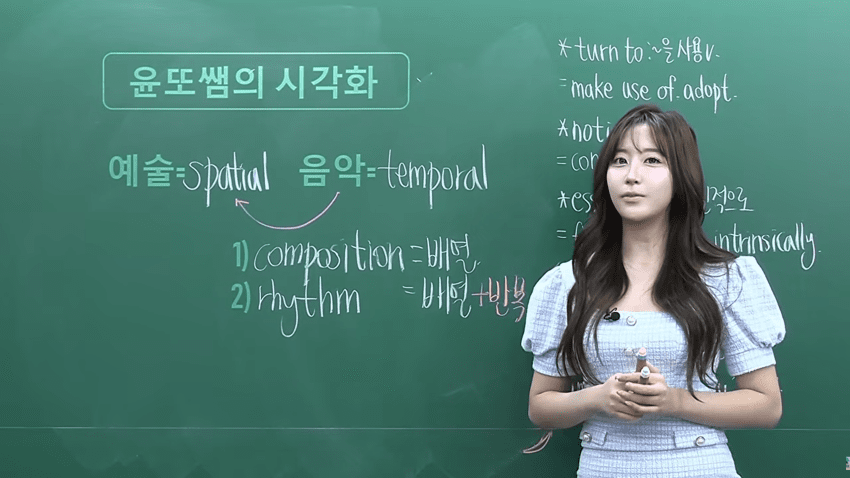 윤또쌤의 시각화
예술=spatial 음악=temporal
1) composition = 배열
2) rhythm = 배열+반복
*turn to:~을 사용v.
=make use of. adopt.
*noti
=con
*ess 적으로
= intrinsically.